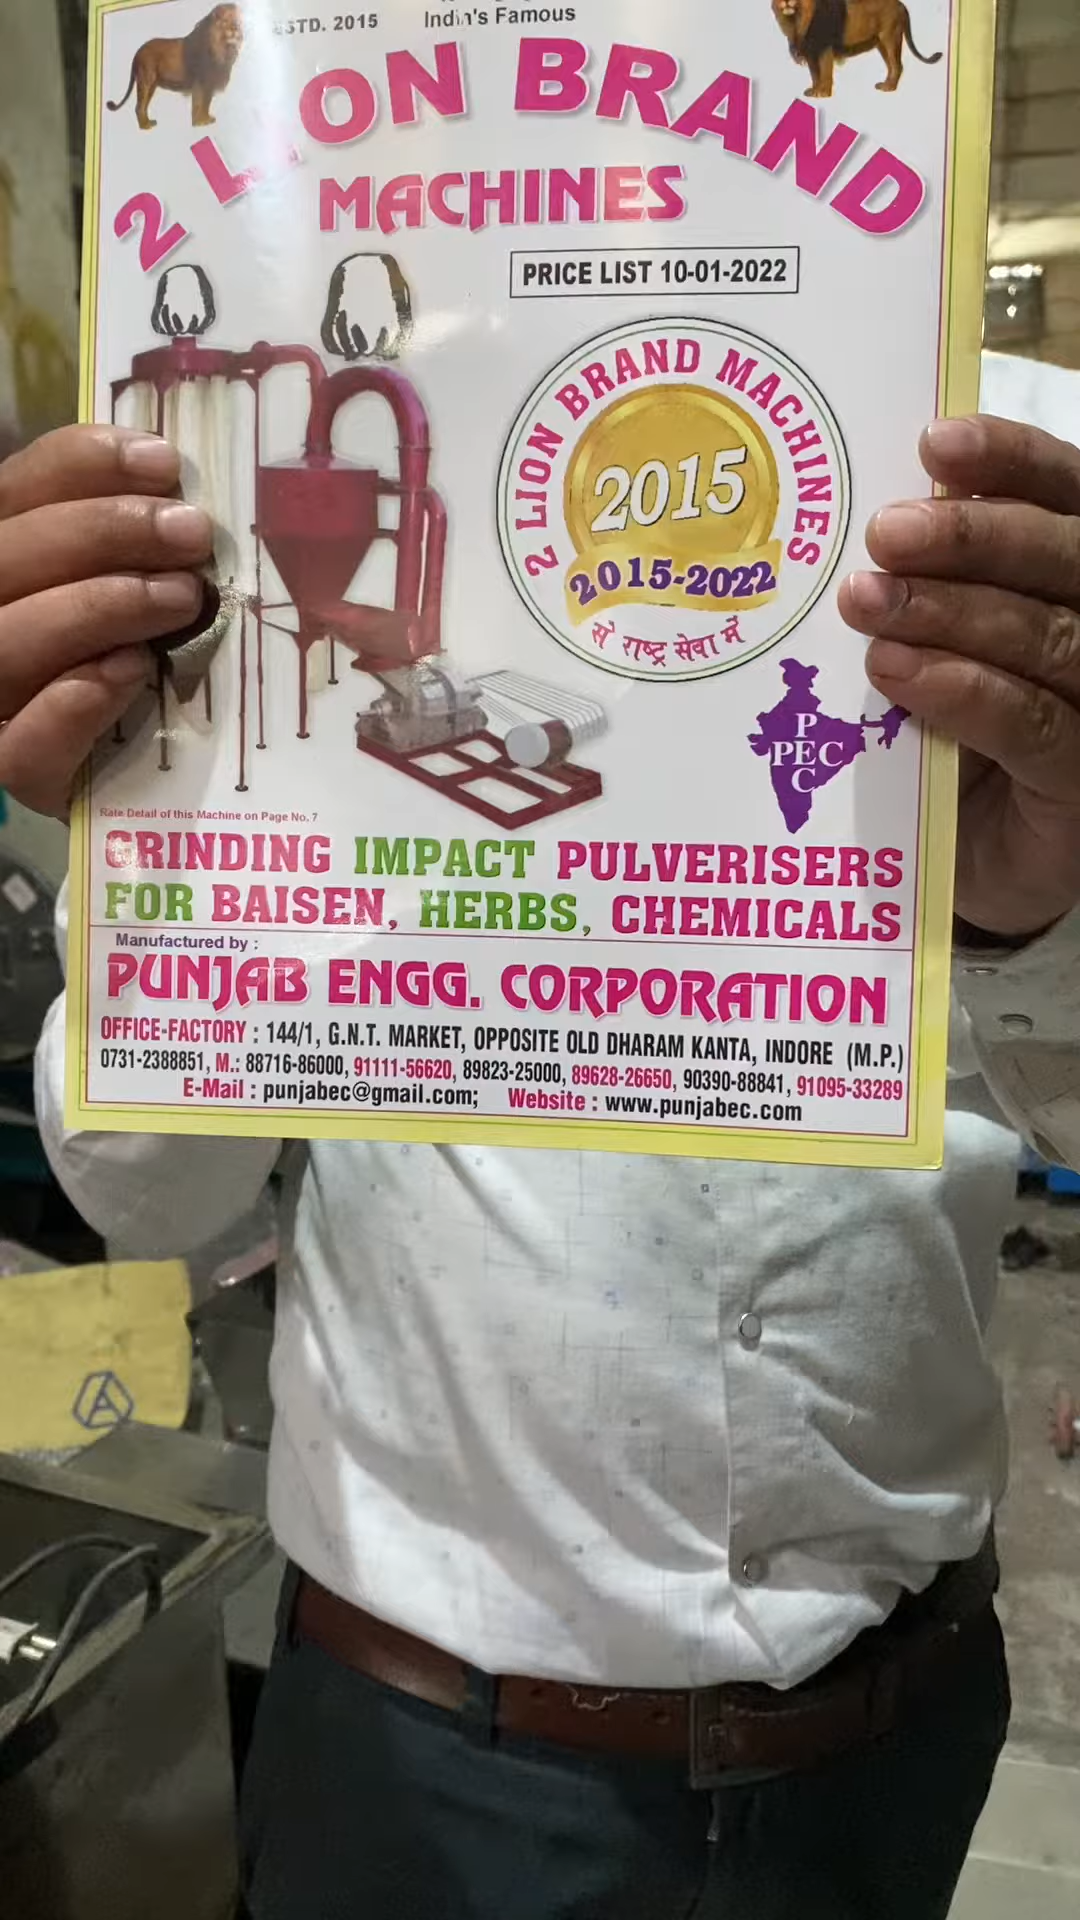 ESTD. 2015 India's Famous
2 LION BRAND
MACHINES
PRICE LIST 10-01-2022
2 LION BRAND MACHINES
2015
2015-2022
से राष्ट्र सेवा में
P
PEC
C
Rate Detail of this Machine on Page No. 7
GRINDING IMPACT PULVERISERS
FOR BAISEN, HERBS, CHEMICALS
Manufactured by :
PUNJAB ENGG. CORPORATION
OFFICE-FACTORY : 144/1, G.N.T. MARKET, OPPOSITE OLD DHARAM KANTA, INDORE (M.P.)
0731-2388851, M.: 88716-86000, 91111-56620, 89823-25000, 89628-26650, 90390-88841, 91095-33289
E-Mail : punjabec@gmail.com; Website : www.punjabec.com
A